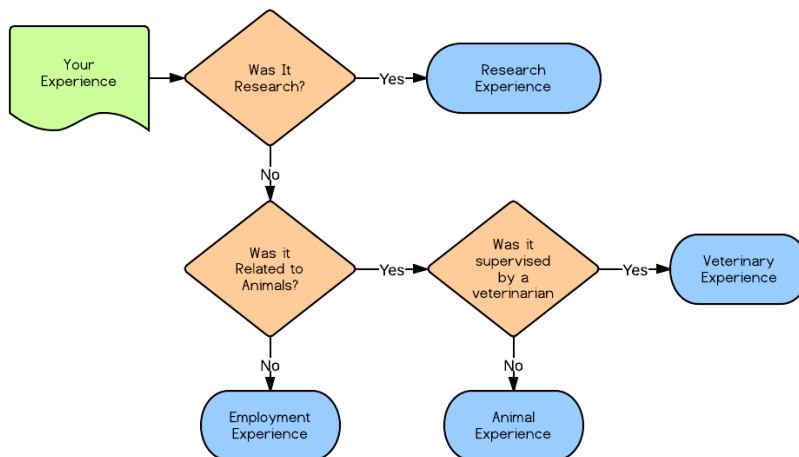 Your
Experience
Was It
Research?
Yes
Research
Experience
No
Was it
Related to
Animals?
Yes
Was it
supervised
by a
veterinarian
Yes
Veterinary
Experience
No
No
Employment
Experience
Animal
Experience